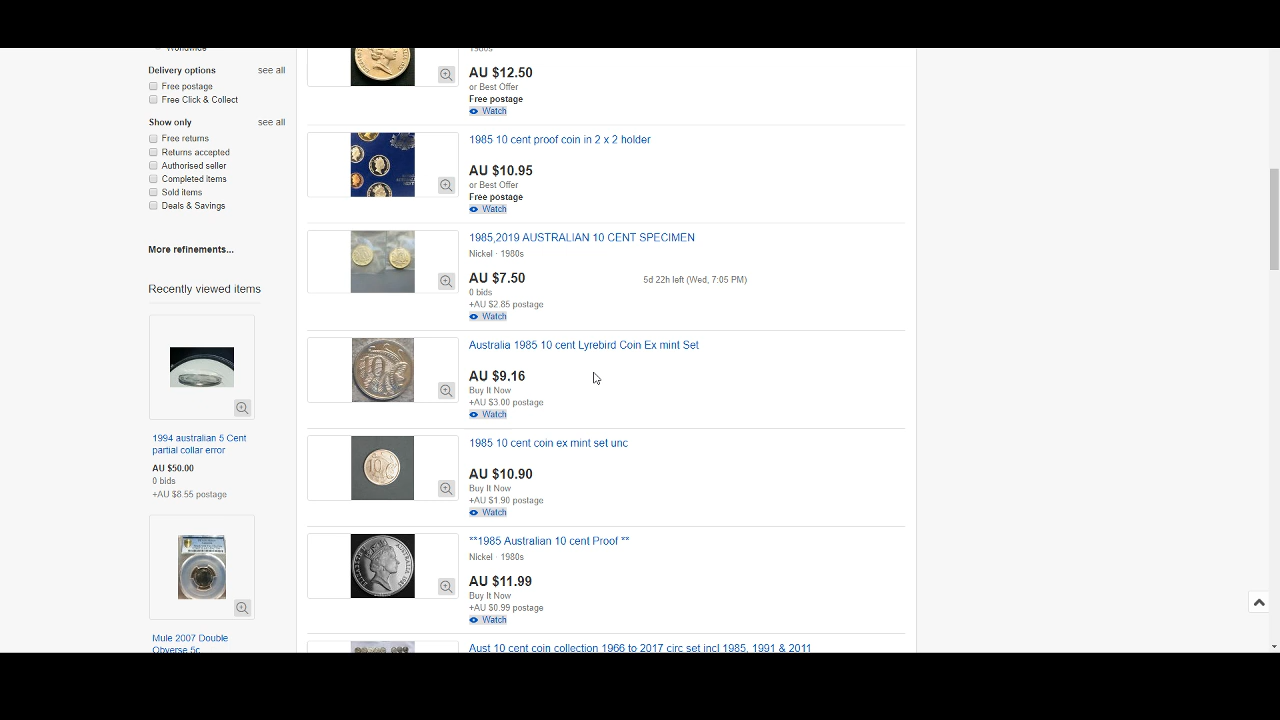 Worldwide
Delivery options see all
Free postage
Free Click & Collect
Show only see all
Free returns
Returns accepted
Authorised seller
Completed items
Sold items
Deals & Savings
More refinements...
Recently viewed items
1994 australian 5 Cent
partial collar error
AU $50.00
0 bids
+AU $8.55 postage
Mule 2007 Double
Obverse 5c
1980s
AU $12.50
or Best Offer
Free postage
Watch
1985 10 cent proof coin in 2 x 2 holder
AU $10.95
or Best Offer
Free postage
Watch
1985,2019 AUSTRALIAN 10 CENT SPECIMEN
Nickel · 1980s
AU $7.50 5d 22h left (Wed, 7:05 PM)
0 bids
+AU $2.85 postage
Watch
Australia 1985 10 cent Lyrebird Coin Ex mint Set
AU $9.16
Buy It Now
+AU $3.00 postage
Watch
1985 10 cent coin ex mint set unc
AU $10.90
Buy It Now
+AU $1.90 postage
Watch
**1985 Australian 10 cent Proof **
Nickel · 1980s
AU $11.99
Buy It Now
+AU $0.99 postage
Watch
Aust 10 cent coin collection 1966 to 2017 circ set incl 1985, 1991 & 2011